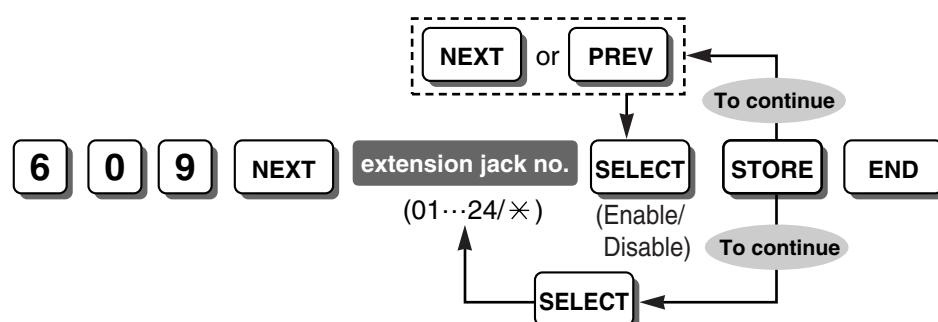 NEXT or PREV
To continue
6 0 9 NEXT extension jack no. SELECT STORE END
(01···24/✳) (Enable/
Disable) To continue
SELECT